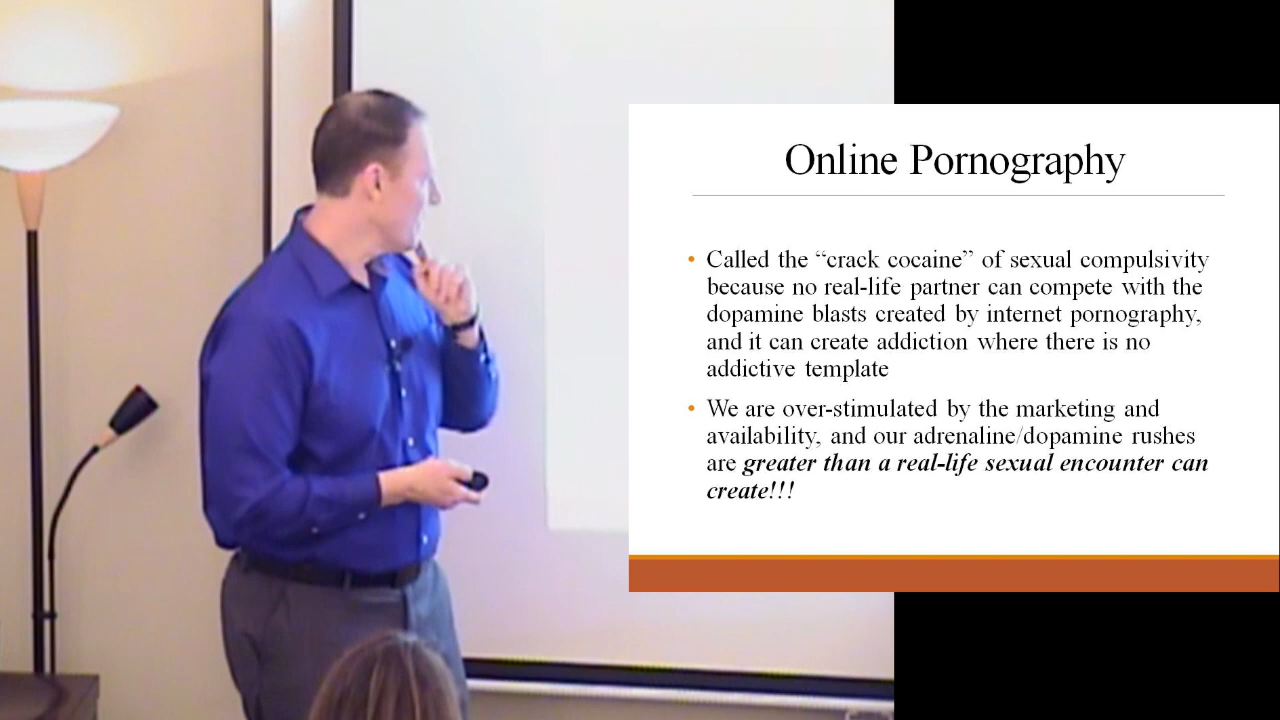 Online Pornography
• Called the “crack cocaine” of sexual compulsivity
because no real-life partner can compete with the
dopamine blasts created by internet pornography,
and it can create addiction where there is no
addictive template
• We are over-stimulated by the marketing and
availability, and our adrenaline/dopamine rushes
are greater than a real-life sexual encounter can
create!!!